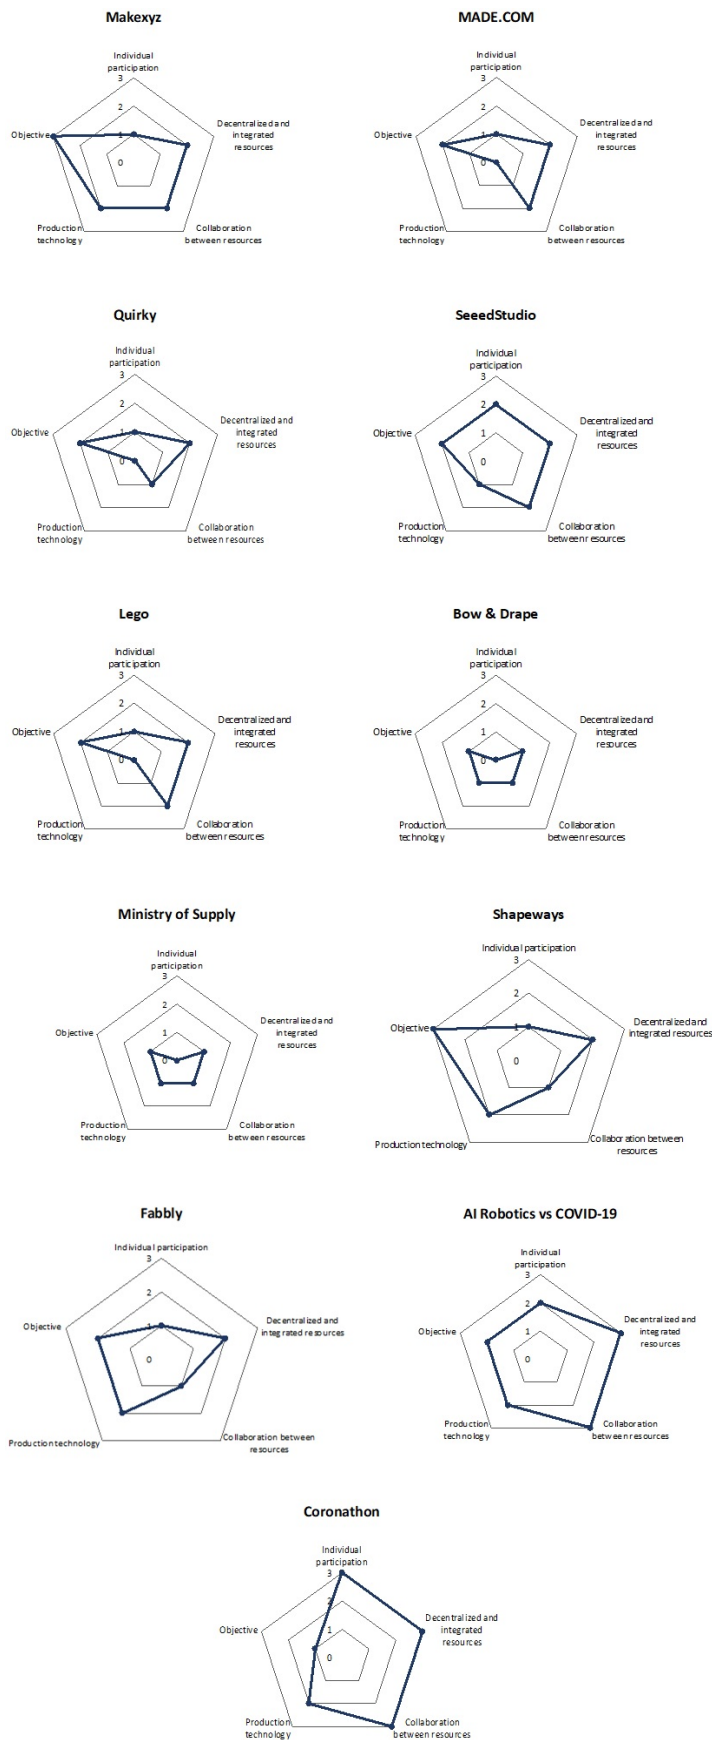 Makexyz
Individual
participation
3
2
1
0
Decentralized and
integrated
resources
Collaboration
between resources
Production
technology
Objective
MADE.COM
Individual
participation
3
2
1
0
Decentralized and
integrated
resources
Collaboration
between resources
Production
technology
Objective
Quirky
Individual
participation
3
2
1
0
Decentralized and
integrated
resources
Collaboration
between resources
Production
technology
Objective
SeeedStudio
Individual
participation
3
2
1
0
Decentralized and
integrated
resources
Collaboration
between resources
Production
technology
Objective
Lego
Individual
participation
3
2
1
0
Decentralized and
integrated
resources
Collaboration
between resources
Production
technology
Objective
Bow & Drape
Individual
participation
3
2
1
0
Decentralized and
integrated
resources
Collaboration
between resources
Production
technology
Objective
Ministry of Supply
Individual
participation
3
2
1
0
Decentralized and
integrated
resources
Collaboration
between resources
Production
technology
Objective
Shapeways
Individual participation
3
2
1
0
Decentralized and
integrated resources
Collaboration between
resources
Production technology
Objective
Fabbly
Individual participation
3
2
1
0
Decentralized and
integrated resources
Collaboration between
resources
Production technology
Objective
AI Robotics vs COVID-19
Individual
participation
3
2
1
0
Decentralized and
integrated
resources
Collaboration
between resources
Production
technology
Objective
Coronathon
Individual
participation
3
2
1
0
Decentralized and
integrated
resources
Collaboration
between resources
Production
technology
Objective